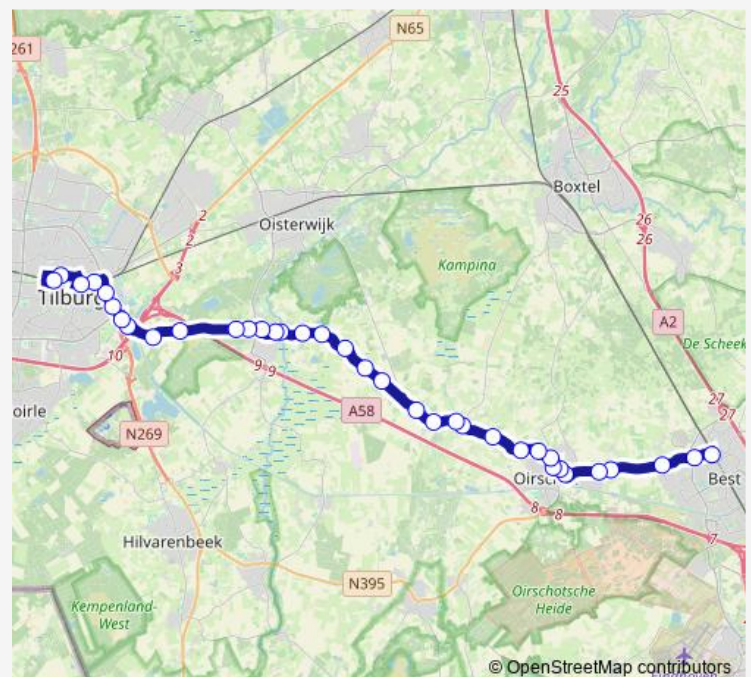 N65
261
25
Boxtel
2
2
Oisterwijk
26
26
3
Kampina
Tilburg
A2
De Scheek
10
9 9
27
27
oirle
A58
N269
Oirsc
Best
8 8
7
Hilvarenbeek
N395
Oirschotsche
Heide
Kempenland-
West
© OpenStreetMap contributors